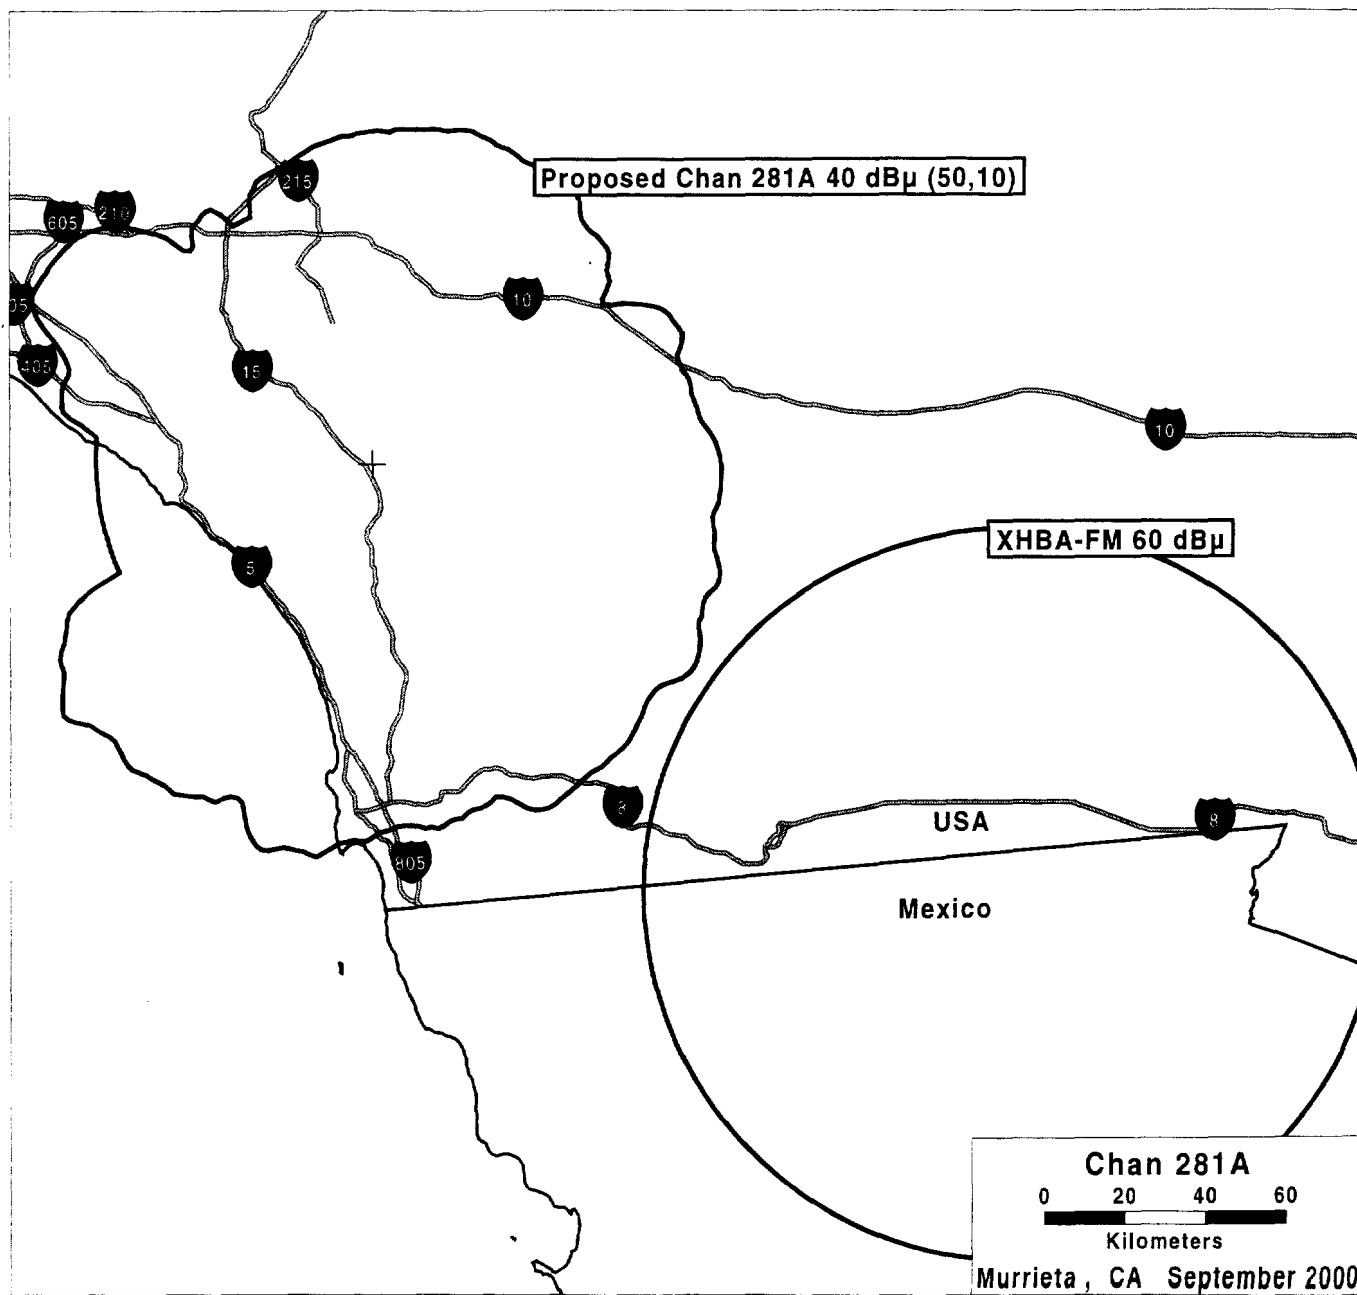 215
Proposed Chan 281A 40 dBµ (50,10)
605
210
10
05
405
15
10
XHBA-FM 60 dBµ
5
8
USA
8
805
Mexico
Chan 281A
0 20 40 60
Kilometers
Murrieta , CA September 2000